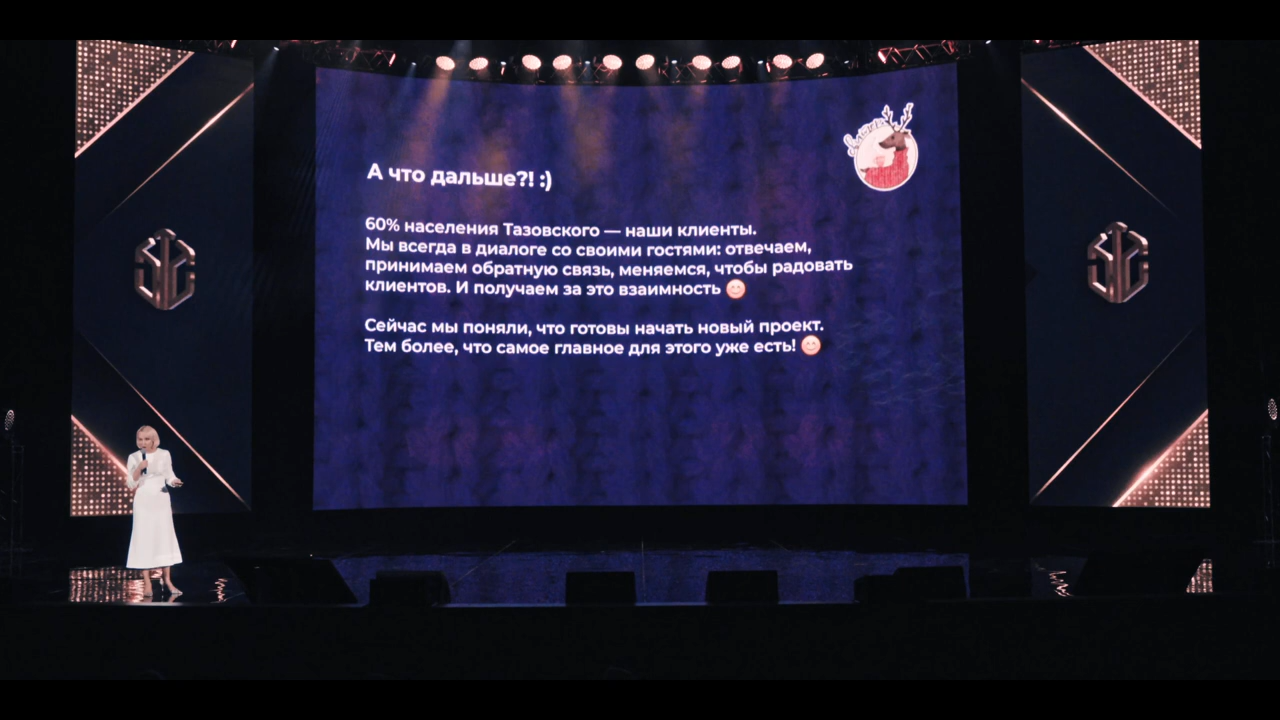 А что дальше?! :)
60% населения Тазовского — наши клиенты.
Мы всегда в диалоге со своими гостями: отвечаем,
принимаем обратную связь, меняемся, чтобы радовать
клиентов. И получаем за это взаимность 😊
Сейчас мы поняли, что готовы начать новый проект.
Тем более, что самое главное для этого уже есть! 😊